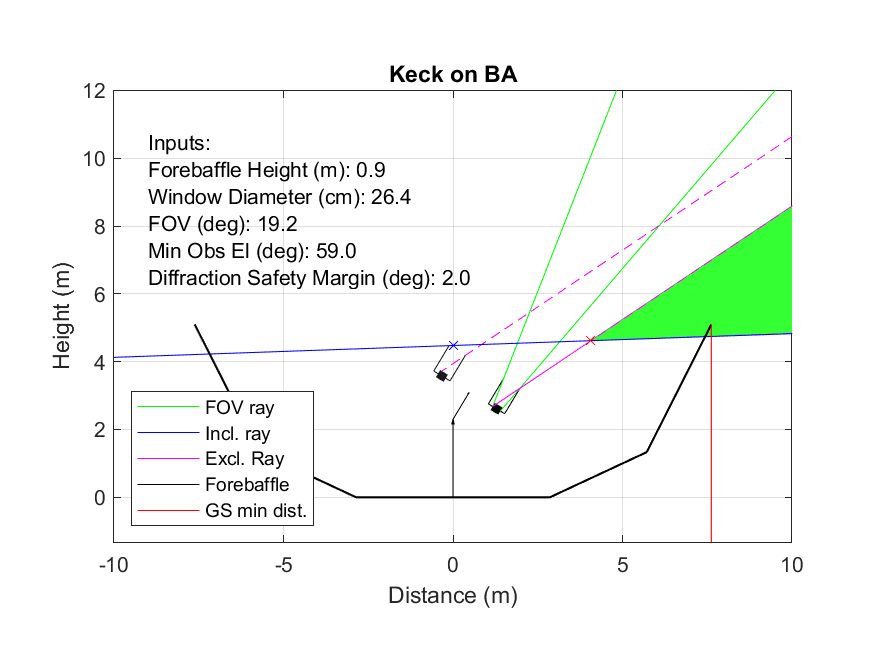 Keck on BA
12
10
8
6
4
2
0
Height (m)
Inputs:
Forebaffle Height (m): 0.9
Window Diameter (cm): 26.4
FOV (deg): 19.2
Min Obs El (deg): 59.0
Diffraction Safety Margin (deg): 2.0
FOV ray
Incl. ray
Excl. Ray
Forebaffle
GS min dist.
-10
-5
0
5
10
Distance (m)